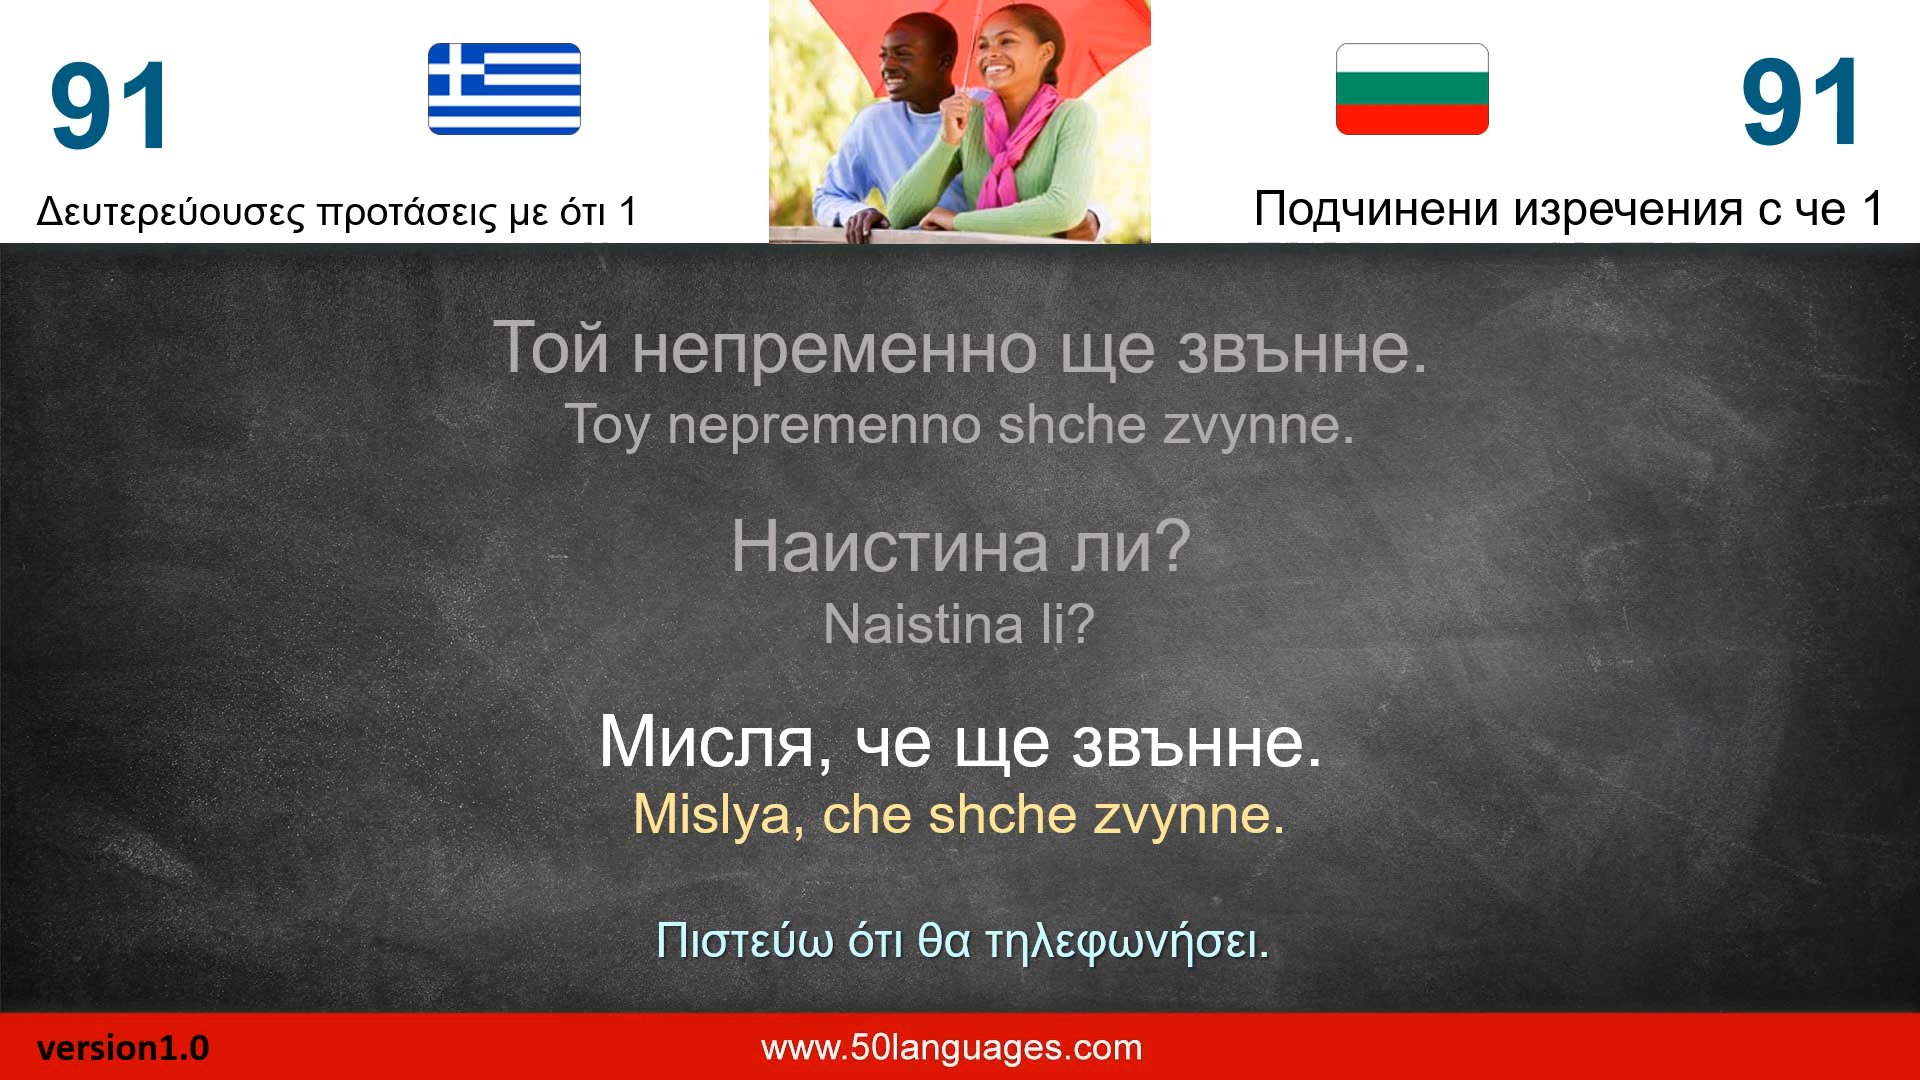 91
91
Δευτερεύουσες προτάσεις με ότι 1
Подчинени изречения с че 1
Той непременно ще звънне.
Toy nepremenno shche zvynne.
Наистина ли?
Naistina li?
Мисля, че ще звънне.
Mislya, che shche zvynne.
Πιστεύω ότι θα τηλεφωνήσει.
version1.0
www.50languages.com